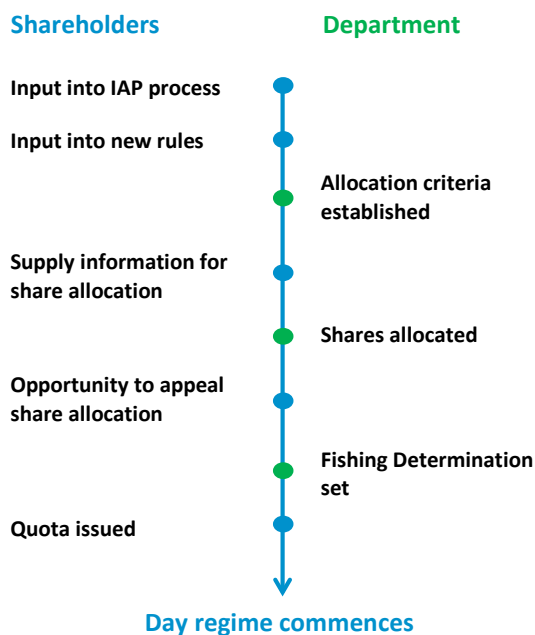 Shareholders
Department
Input into IAP process
Input into new rules
Allocation criteria
established
Supply information for
share allocation
Shares allocated
Opportunity to appeal
share allocation
Fishing Determination
set
Quota issued
Day regime commences